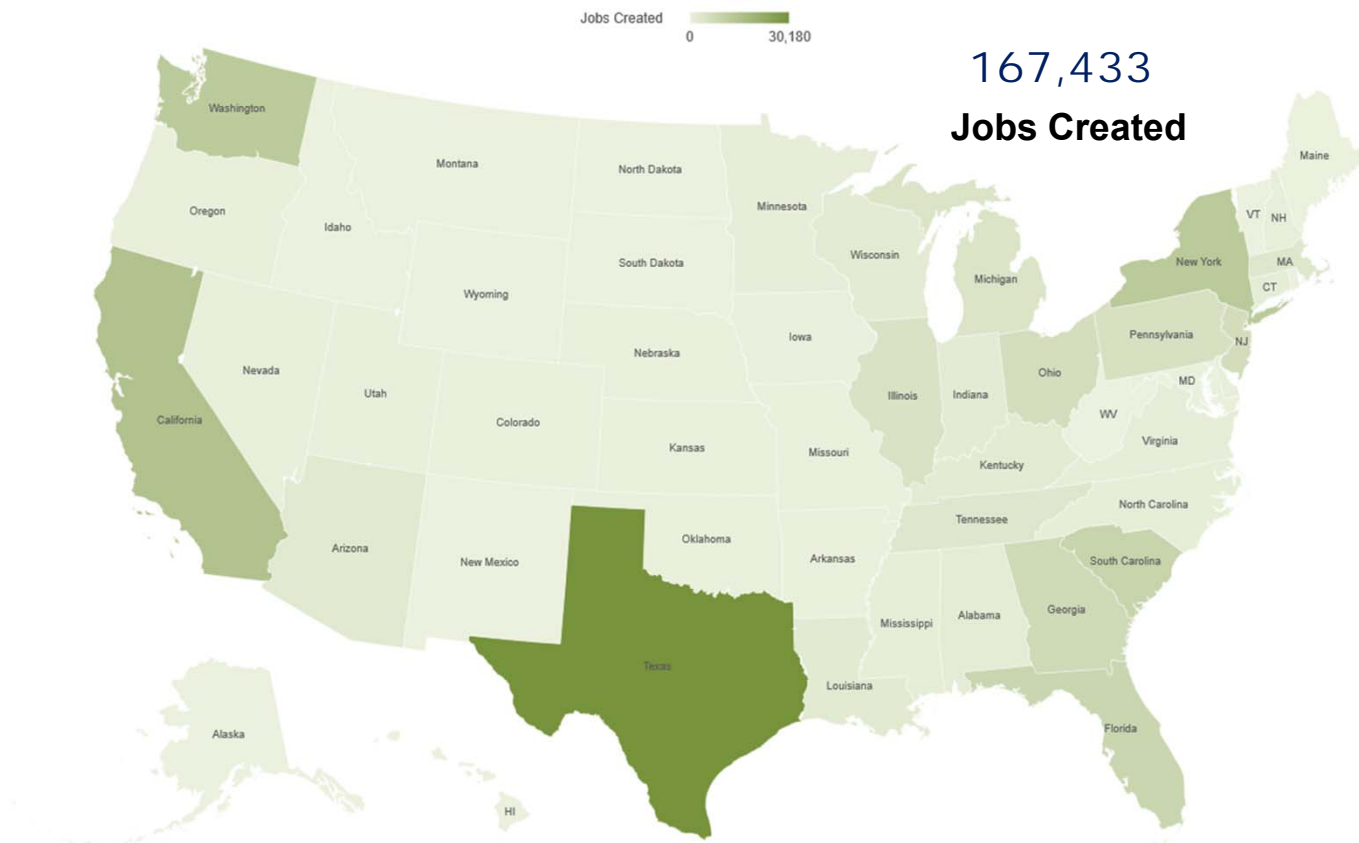 Jobs Created
0 30,180
167,433
Jobs Created
Washington
Maine
Montana
North Dakota
Minnesota
Oregon
VT NH
Idaho
Wisconsin
New York
MA
South Dakota
Michigan
CT
Wyoming
Pennsylvania
Iowa
NJ
Nebraska
Nevada
Ohio
MD
Utah
Illinois
Indiana
California
Colorado
WV
Virginia
Kansas
Missouri
Kentucky
North Carolina
Tennessee
Oklahoma
Arizona
New Mexico
Arkansas
South Carolina
Georgia
Mississippi
Alabama
Texas
Louisiana
Florida
Alaska
HI